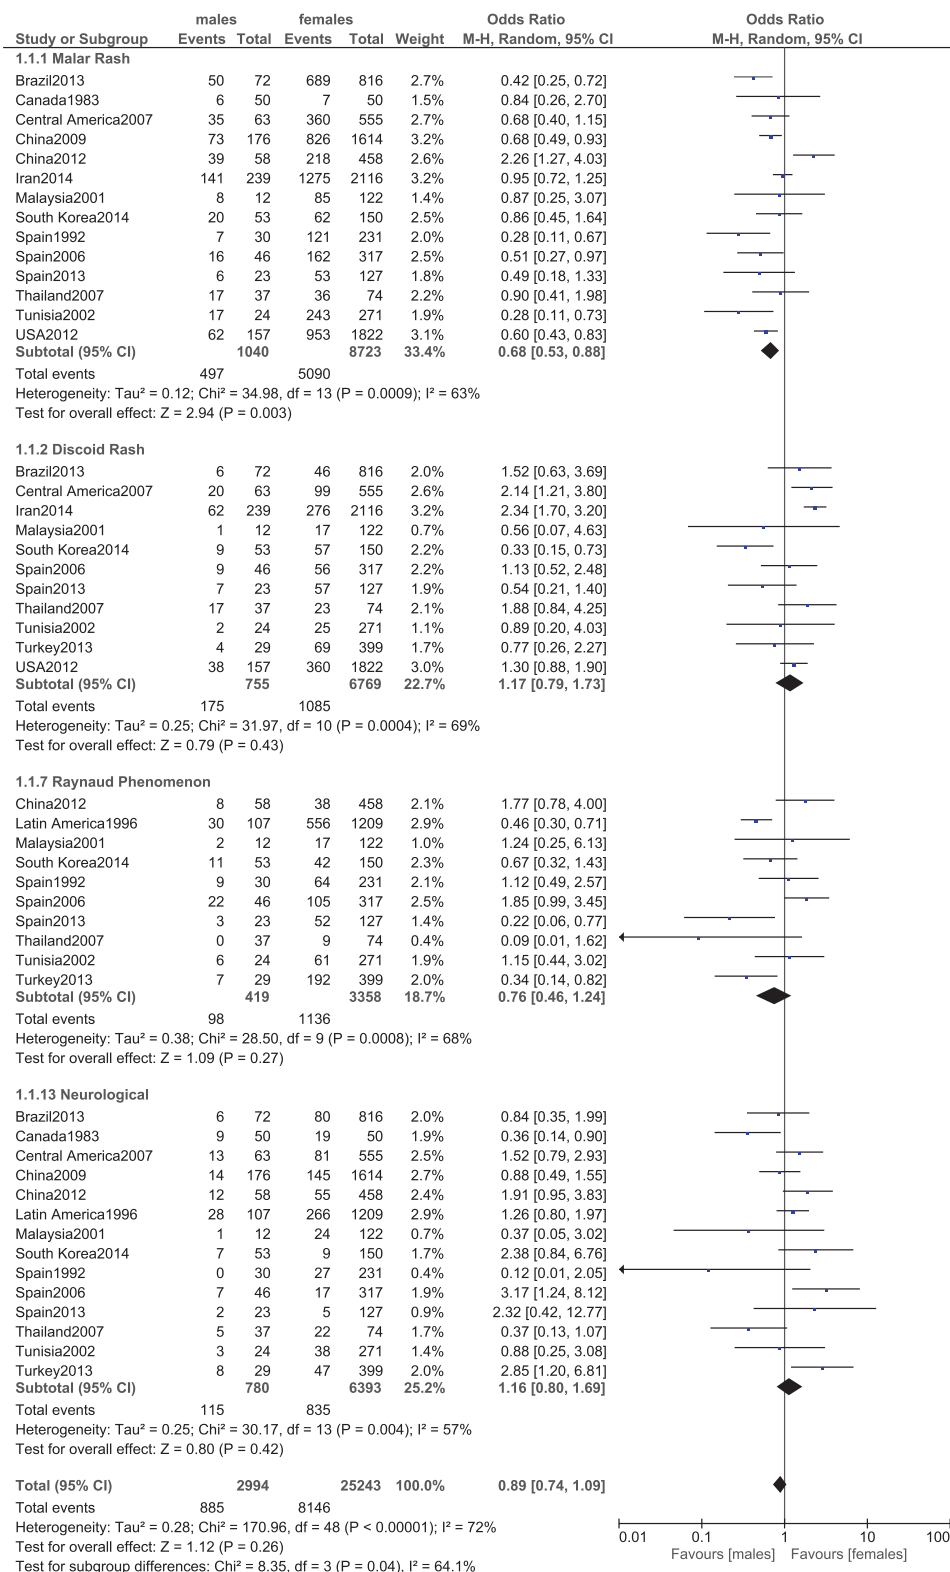 males females Odds Ratio Odds Ratio
Study or Subgroup Events Total Events Total Weight M-H, Random, 95% CI M-H, Random, 95% CI
1.1.1 Malar Rash
Brazil2013 50 72 689 816 2.7% 0.42 [0.25, 0.72]
Canada1983 6 50 7 50 1.5% 0.84 [0.26, 2.70]
Central America2007 35 63 360 555 2.7% 0.68 [0.40, 1.15]
China2009 73 176 826 1614 3.2% 0.68 [0.49, 0.93]
China2012 39 58 218 458 2.6% 2.26 [1.27, 4.03]
Iran2014 141 239 1275 2116 3.2% 0.95 [0.72, 1.25]
Malaysia2001 8 12 85 122 1.4% 0.87 [0.25, 3.07]
South Korea2014 20 53 62 150 2.5% 0.86 [0.45, 1.64]
Spain1992 7 30 121 231 2.0% 0.28 [0.11, 0.67]
Spain2006 16 46 162 317 2.5% 0.51 [0.27, 0.97]
Spain2013 6 23 53 127 1.8% 0.49 [0.18, 1.33]
Thailand2007 17 37 36 74 2.2% 0.90 [0.41, 1.98]
Tunisia2002 17 24 243 271 1.9% 0.28 [0.11, 0.73]
USA2012 62 157 953 1822 3.1% 0.60 [0.43, 0.83]
Subtotal (95% CI) 1040 8723 33.4% 0.68 [0.53, 0.88]
Total events 497 5090
Heterogeneity: Tau² = 0.12; Chi² = 34.98, df = 13 (P = 0.0009); I² = 63%
Test for overall effect: Z = 2.94 (P = 0.003)
1.1.2 Discoid Rash
Brazil2013 6 72 46 816 2.0% 1.52 [0.63, 3.69]
Central America2007 20 63 99 555 2.6% 2.14 [1.21, 3.80]
Iran2014 62 239 276 2116 3.2% 2.34 [1.70, 3.20]
Malaysia2001 1 12 17 122 0.7% 0.56 [0.07, 4.63]
South Korea2014 9 53 57 150 2.2% 0.33 [0.15, 0.73]
Spain2006 9 46 56 317 2.2% 1.13 [0.52, 2.48]
Spain2013 7 23 57 127 1.9% 0.54 [0.21, 1.40]
Thailand2007 17 37 23 74 2.1% 1.88 [0.84, 4.25]
Tunisia2002 2 24 25 271 1.1% 0.89 [0.20, 4.03]
Turkey2013 4 29 69 399 1.7% 0.77 [0.26, 2.27]
USA2012 38 157 360 1822 3.0% 1.30 [0.88, 1.90]
Subtotal (95% CI) 755 6769 22.7% 1.17 [0.79, 1.73]
Total events 175 1085
Heterogeneity: Tau² = 0.25; Chi² = 31.97, df = 10 (P = 0.0004); I² = 69%
Test for overall effect: Z = 0.79 (P = 0.43)
1.1.7 Raynaud Phenomenon
China2012 8 58 38 458 2.1% 1.77 [0.78, 4.00]
Latin America1996 30 107 556 1209 2.9% 0.46 [0.30, 0.71]
Malaysia2001 2 12 17 122 1.0% 1.24 [0.25, 6.13]
South Korea2014 11 53 42 150 2.3% 0.67 [0.32, 1.43]
Spain1992 9 30 64 231 2.1% 1.12 [0.49, 2.57]
Spain2006 22 46 105 317 2.5% 1.85 [0.99, 3.45]
Spain2013 3 23 52 127 1.4% 0.22 [0.06, 0.77]
Thailand2007 0 37 9 74 0.4% 0.09 [0.01, 1.62]
Tunisia2002 6 24 61 271 1.9% 1.15 [0.44, 3.02]
Turkey2013 7 29 192 399 2.0% 0.34 [0.14, 0.82]
Subtotal (95% CI) 419 3358 18.7% 0.76 [0.46, 1.24]
Total events 98 1136
Heterogeneity: Tau² = 0.38; Chi² = 28.50, df = 9 (P = 0.0008); I² = 68%
Test for overall effect: Z = 1.09 (P = 0.27)
1.1.13 Neurological
Brazil2013 6 72 80 816 2.0% 0.84 [0.35, 1.99]
Canada1983 9 50 19 50 1.9% 0.36 [0.14, 0.90]
Central America2007 13 63 81 555 2.5% 1.52 [0.79, 2.93]
China2009 14 176 145 1614 2.7% 0.88 [0.49, 1.55]
China2012 12 58 55 458 2.4% 1.91 [0.95, 3.83]
Latin America1996 28 107 266 1209 2.9% 1.26 [0.80, 1.97]
Malaysia2001 1 12 24 122 0.7% 0.37 [0.05, 3.02]
South Korea2014 7 53 9 150 1.7% 2.38 [0.84, 6.76]
Spain1992 0 30 27 231 0.4% 0.12 [0.01, 2.05]
Spain2006 7 46 17 317 1.9% 3.17 [1.24, 8.12]
Spain2013 2 23 5 127 0.9% 2.32 [0.42, 12.77]
Thailand2007 5 37 22 74 1.7% 0.37 [0.13, 1.07]
Tunisia2002 3 24 38 271 1.4% 0.88 [0.25, 3.08]
Turkey2013 8 29 47 399 2.0% 2.85 [1.20, 6.81]
Subtotal (95% CI) 780 6393 25.2% 1.16 [0.80, 1.69]
Total events 115 835
Heterogeneity: Tau² = 0.25; Chi² = 30.17, df = 13 (P = 0.004); I² = 57%
Test for overall effect: Z = 0.80 (P = 0.42)
Total (95% CI) 2994 25243 100.0% 0.89 [0.74, 1.09]
Total events 885 8146
Heterogeneity: Tau² = 0.28; Chi² = 170.96, df = 48 (P < 0.00001); I² = 72%
Test for overall effect: Z = 1.12 (P = 0.26)
Test for subgroup differences: Chi² = 8.35, df = 3 (P = 0.04), I² = 64.1%
0.01 0.1 1 10 100
Favours [males] Favours [females]